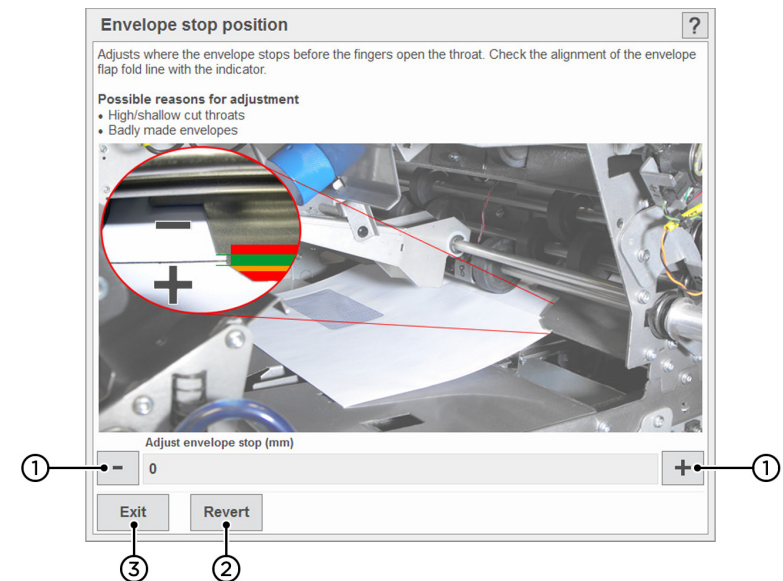 Envelope stop position
?
Adjusts where the envelope stops before the fingers open the throat. Check the alignment of the envelope
flap fold line with the indicator.
Possible reasons for adjustment
• High/shallow cut throats
• Badly made envelopes
−
+
Adjust envelope stop (mm)
1
-
0
+
1
Exit
Revert
3
2